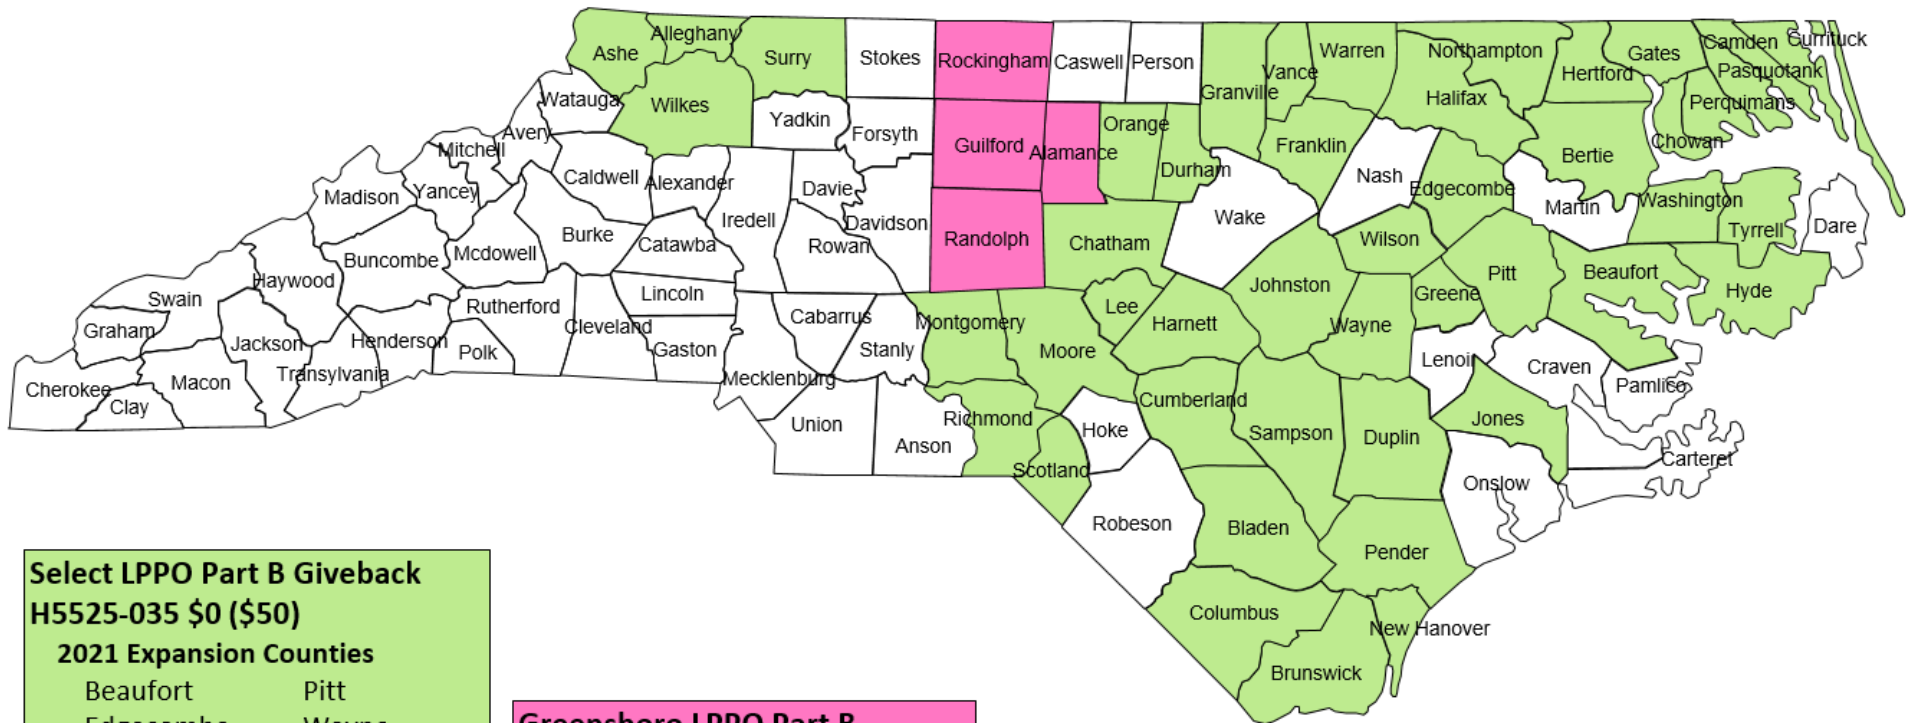 Alleghany
Ashe
Surry
Stokes
Rockingham
Caswell
Person
Granville
Vance
Warren
Northampton
Hertford
Gates
Camden
Currituck
Pasquotank
Perquimans
Chowan
Halifax
Bertie
Watauga
Wilkes
Yadkin
Forsyth
Guilford
Alamance
Orange
Durham
Franklin
Nash
Edgecombe
Martin
Washington
Tyrrell
Dare
Avery
Mitchell
Yancey
Madison
Caldwell
Alexander
Davie
Iredell
Davidson
Randolph
Chatham
Wake
Wilson
Pitt
Beaufort
Hyde
Burke
Catawba
Rowan
Buncombe
Mcdowell
Haywood
Swain
Graham
Jackson
Henderson
Rutherford
Polk
Cleveland
Lincoln
Gaston
Cabarrus
Stanly
Montgomery
Moore
Lee
Harnett
Johnston
Wayne
Greene
Lenoir
Craven
Pamlico
Cherokee
Clay
Macon
Transylvania
Mecklenburg
Union
Anson
Richmond
Scotland
Hoke
Cumberland
Sampson
Duplin
Jones
Onslow
Carteret
Robeson
Bladen
Pender
Columbus
New Hanover
Brunswick
Select LPPO Part B Giveback
H5525-035 $0 ($50)
2021 Expansion Counties
Beaufort Pitt
Edgecombe Wayne
Greensboro LPPO Part B